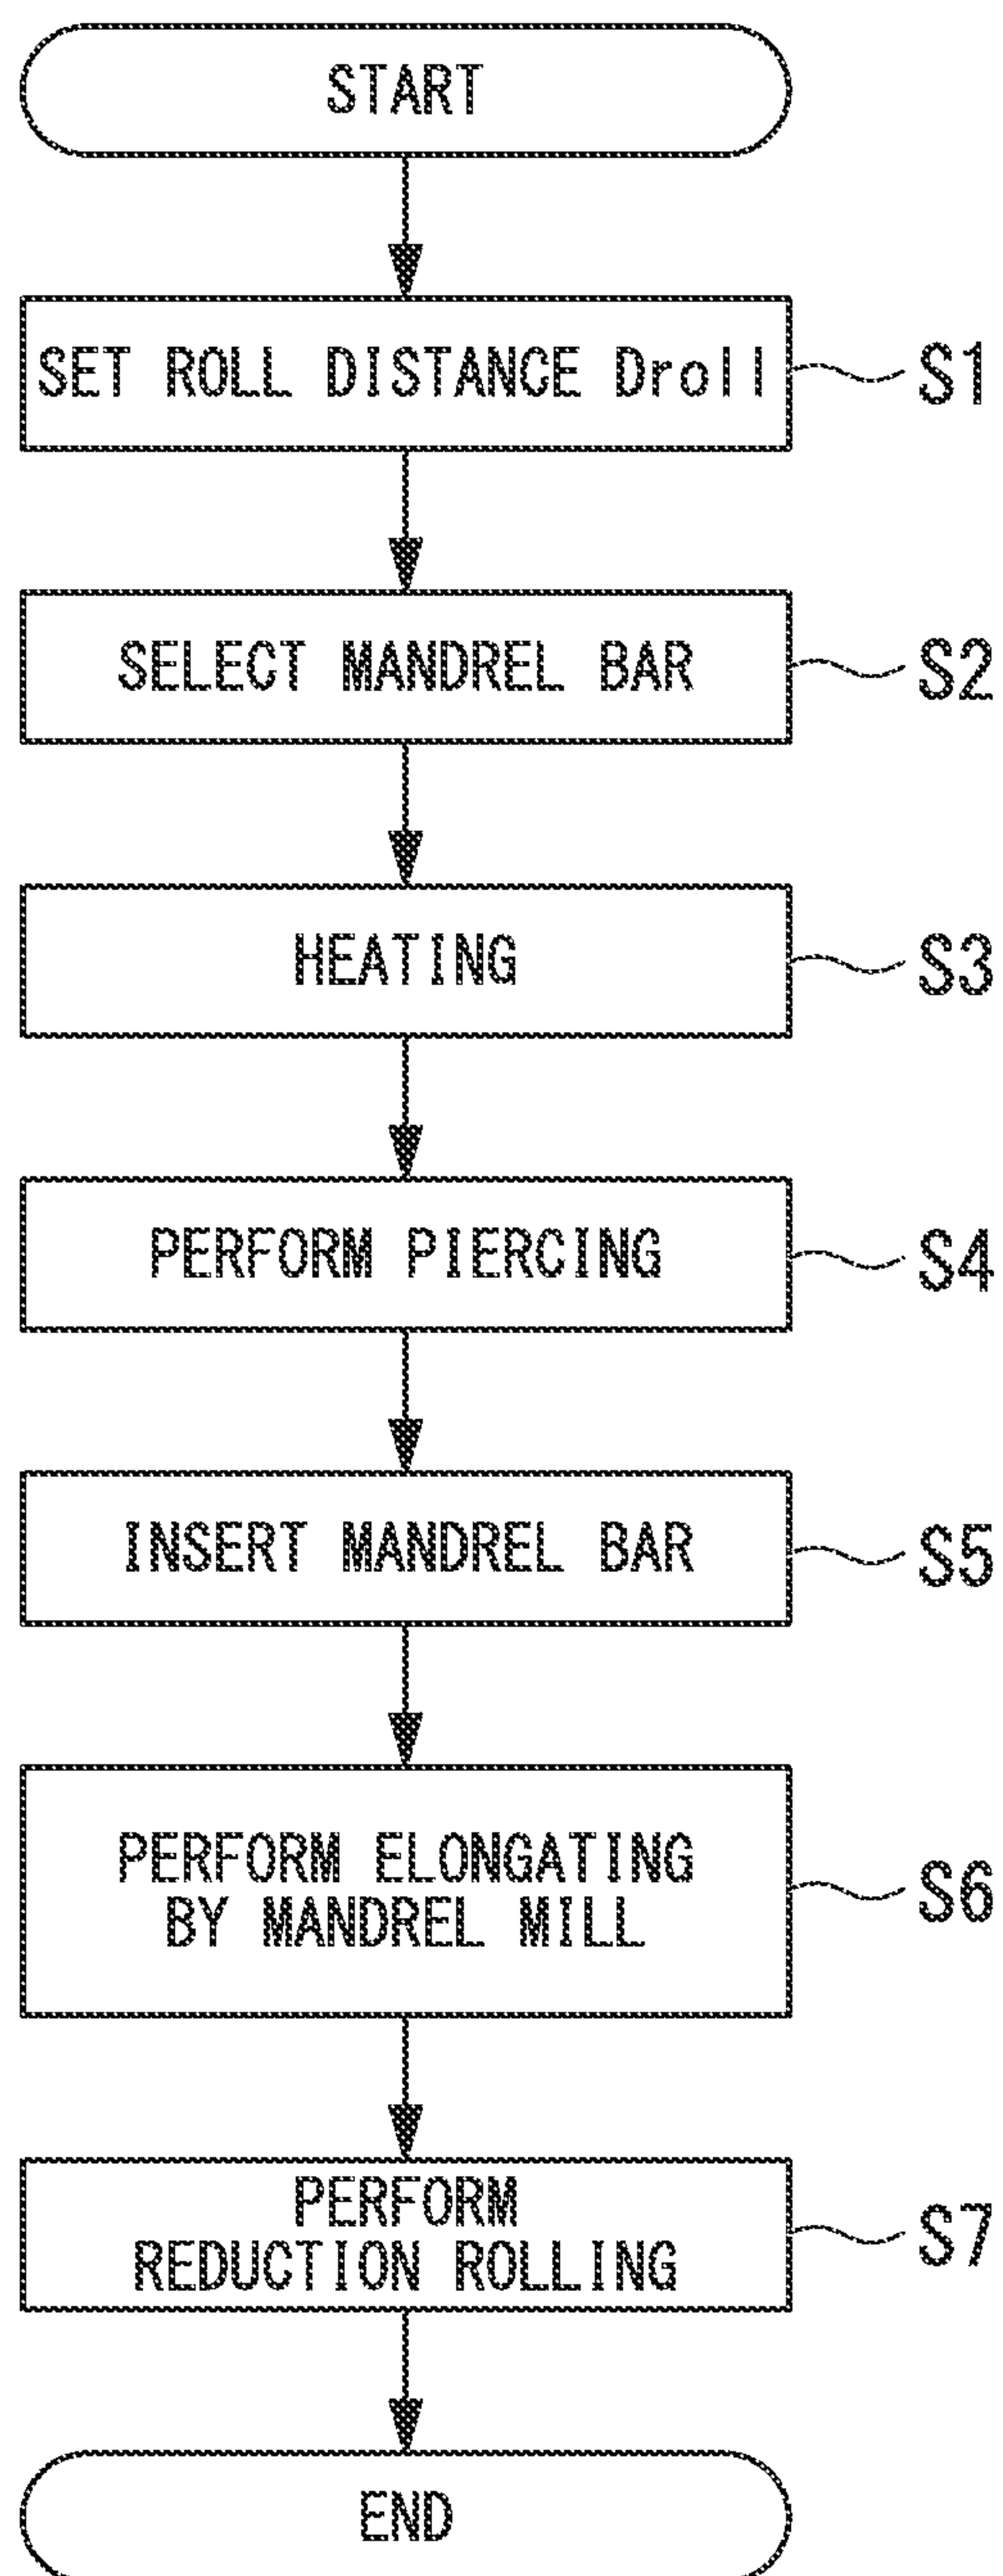 START
SET ROLL DISTANCE Droll
S1
SELECT MANDREL BAR
S2
HEATING
S3
PERFORM PIERCING
S4
INSERT MANDREL BAR
S5
PERFORM ELONGATING
BY MANDREL MILL
S6
PERFORM
REDUCTION ROLLING
S7
END